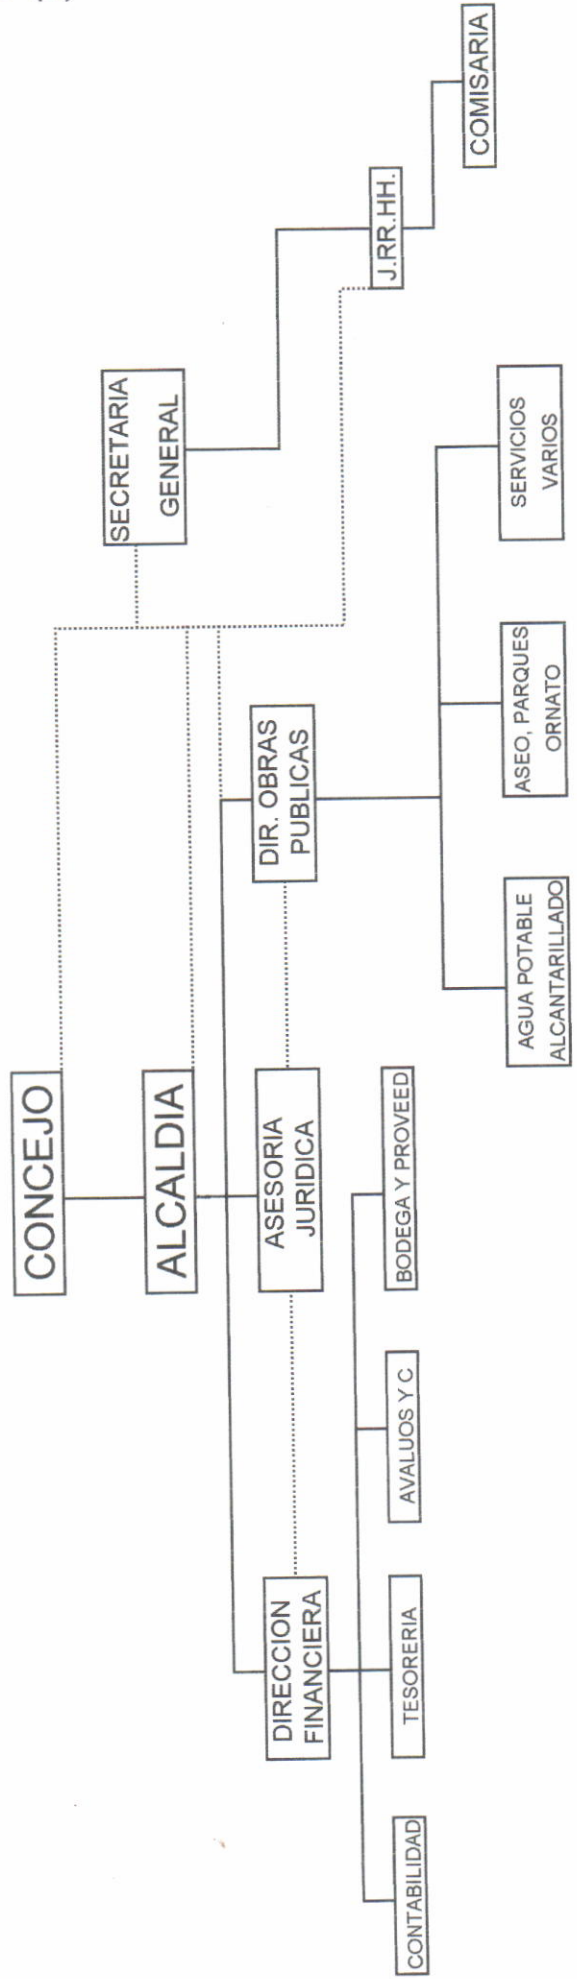 CONCEJO
ALCALDIA
SECRETARIA
GENERAL
DIRECCION
FINANCIERA
ASESORIA
JURIDICA
DIR. OBRAS
PUBLICAS
J.RR.HH.
CONTABILIDAD
TESORERIA
AVALUOS Y C
BODEGA Y PROVEED
COMISARIA
AGUA POTABLE
ALCANTARILLADO
ASEO, PARQUES
ORNATO
SERVICIOS
VARIOS